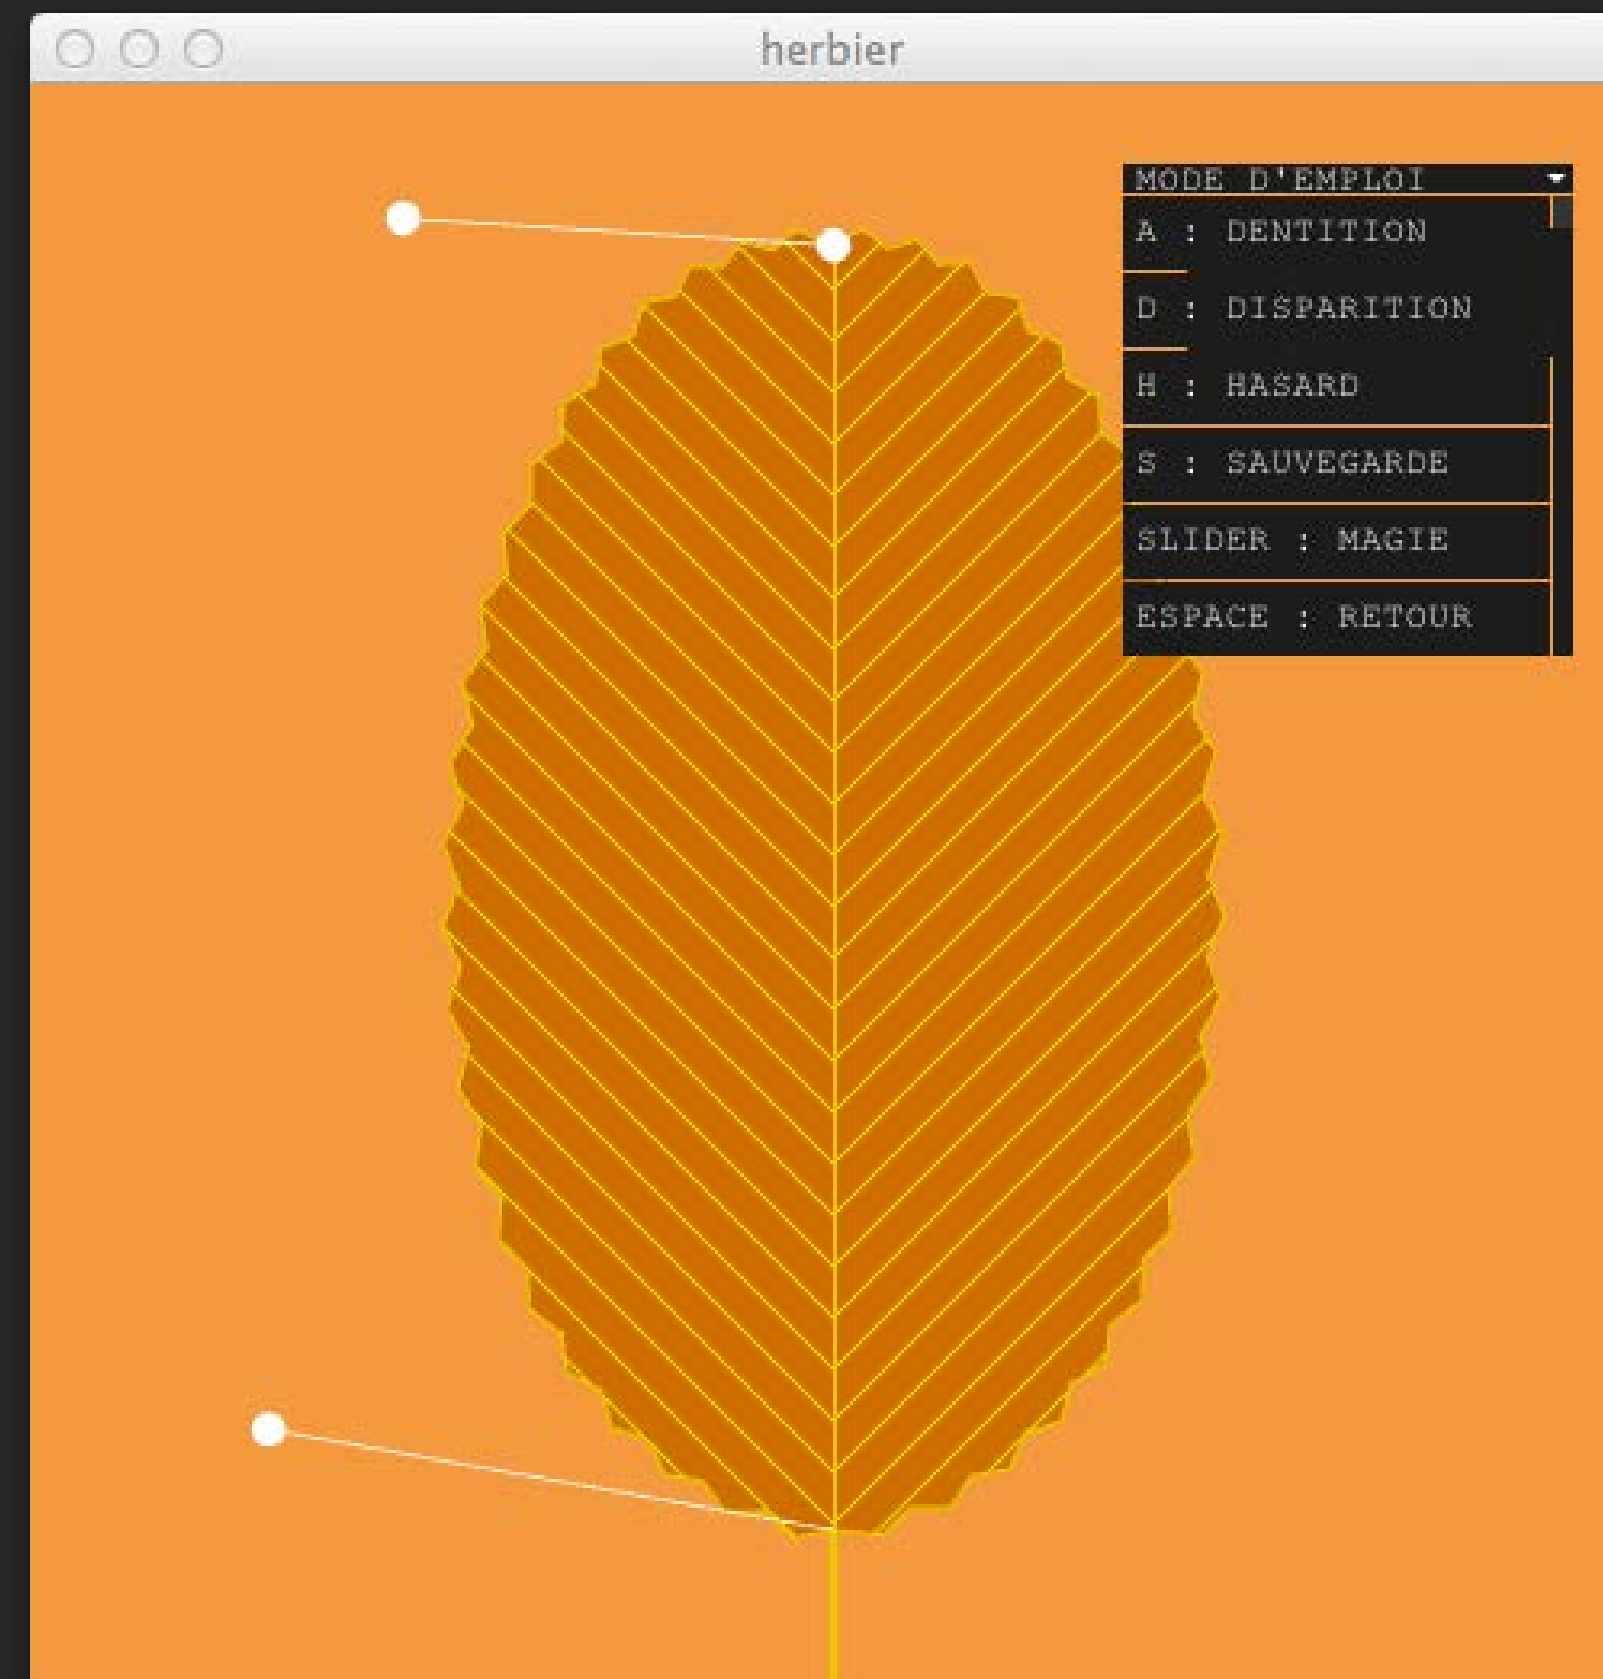 herbier
MODE D'EMPLOI
A : DENTITION
D : DISPARITION
H : HASARD
S : SAUVEGARDE
SLIDER : MAGIE
ESPACE : RETOUR